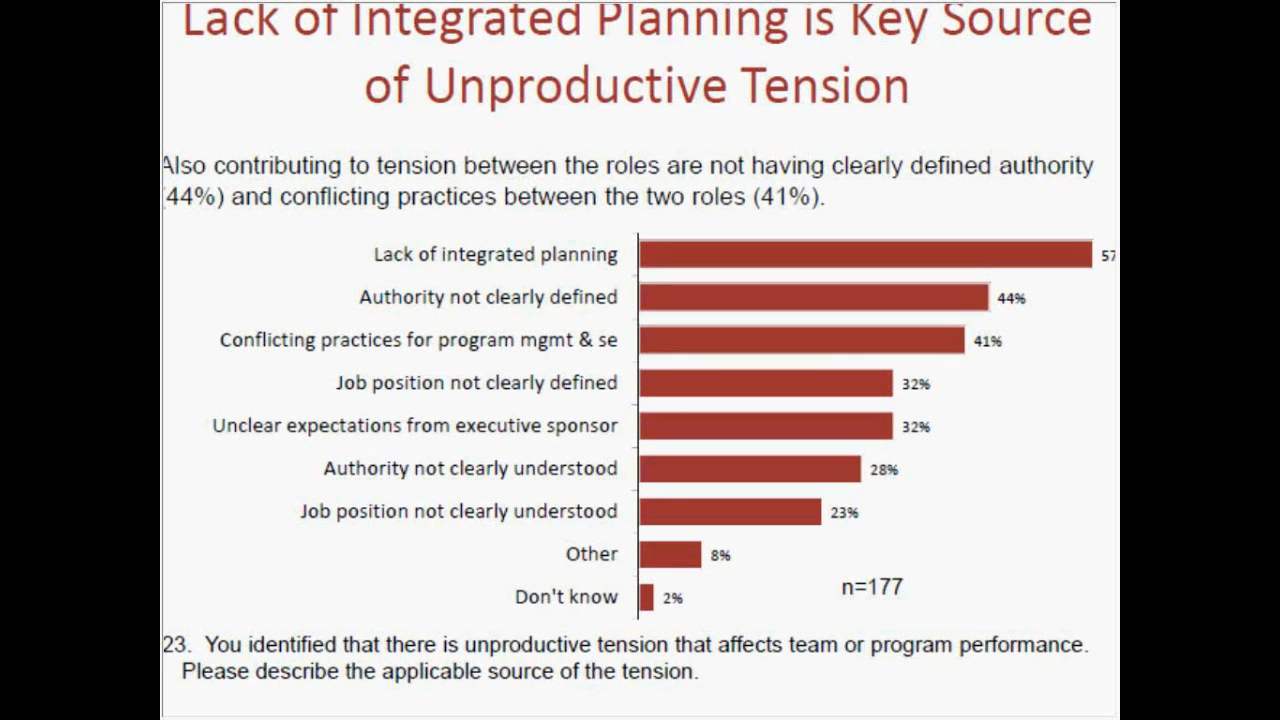 Lack of Integrated Planning is Key Source
of Unproductive Tension
Also contributing to tension between the roles are not having clearly defined authority
(44%) and conflicting practices between the two roles (41%).
Lack of integrated planning 57
Authority not clearly defined 44%
Conflicting practices for program mgmt & se 41%
Job position not clearly defined 32%
Unclear expectations from executive sponsor 32%
Authority not clearly understood 28%
Job position not clearly understood 23%
Other 8%
Don't know 2%
n=177
23. You identified that there is unproductive tension that affects team or program performance.
Please describe the applicable source of the tension.